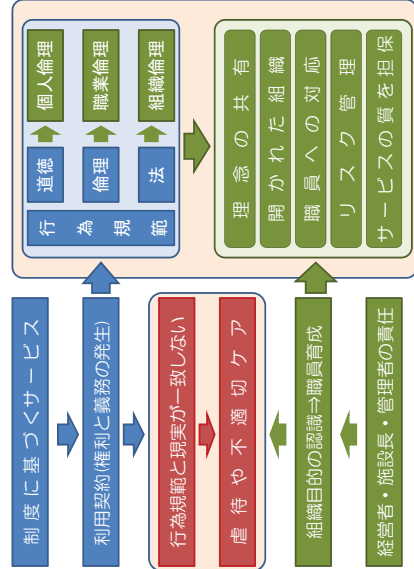 制度に基づくサービス
利用契約(権利と義務の発生)
行為規範と現実が一致しない
虐待や不適切ケア
組織目的の認識⇒職員育成
経営者・施設長・管理者の責任
行為規範
道徳
個人倫理
倫理
職業倫理
法
組織倫理
理念の共有
開かれた組織
職員への対応
リスク管理
サービスの質を担保